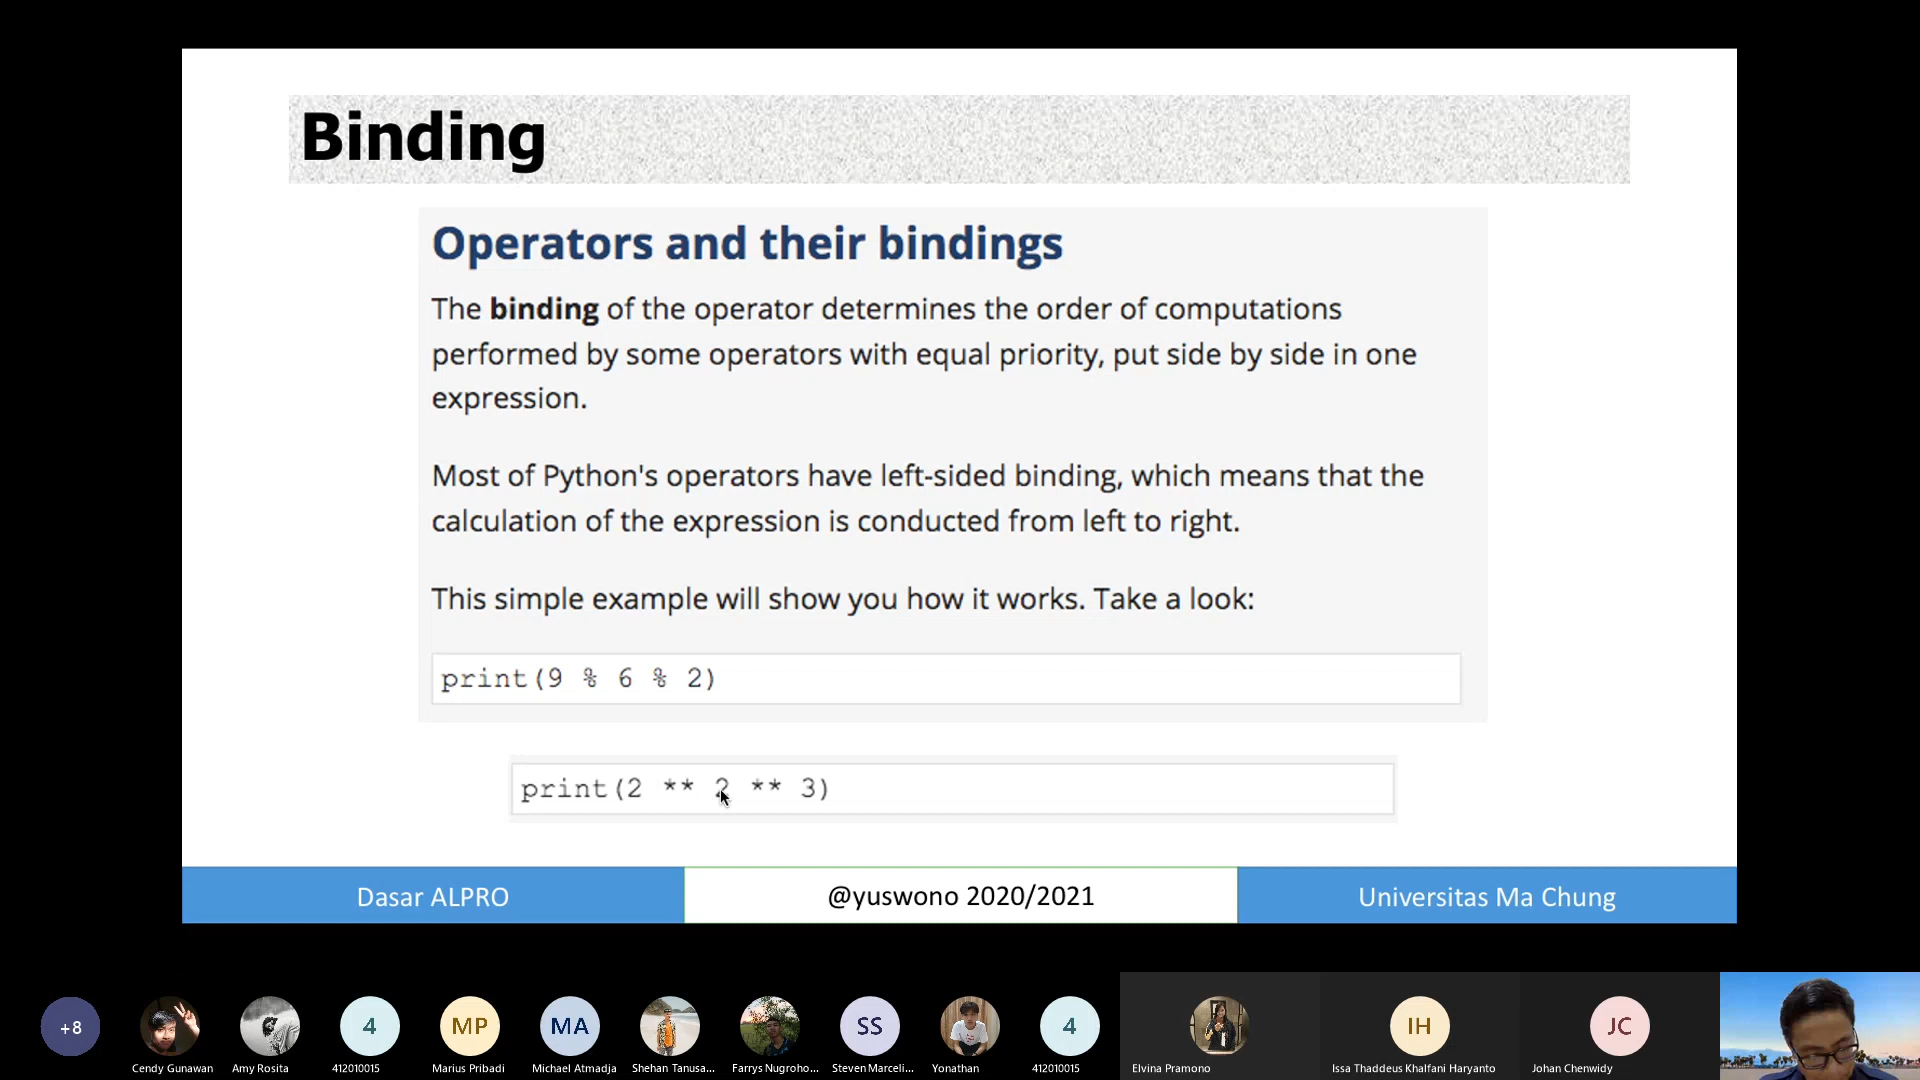 Binding
Operators and their bindings
The binding of the operator determines the order of computations
performed by some operators with equal priority, put side by side in one
expression.
Most of Python's operators have left-sided binding, which means that the
calculation of the expression is conducted from left to right.
This simple example will show you how it works. Take a look:
print(9 % 6 % 2)
print(2 ** 2 ** 3)
Dasar ALPRO
@yuswono 2020/2021
Universitas Ma Chung
+8
4
MP
MA
SS
4
IH
JC
Cendy Gunawan
Amy Rosita
412010015
Marius Pribadi
Michael Atmadja
Shehan Tanusa...
Farrys Nugroho...
Steven Marceli...
Yonathan
412010015
Elvina Pramono
Issa Thaddeus Khalfani Haryanto
Johan Chenwidy